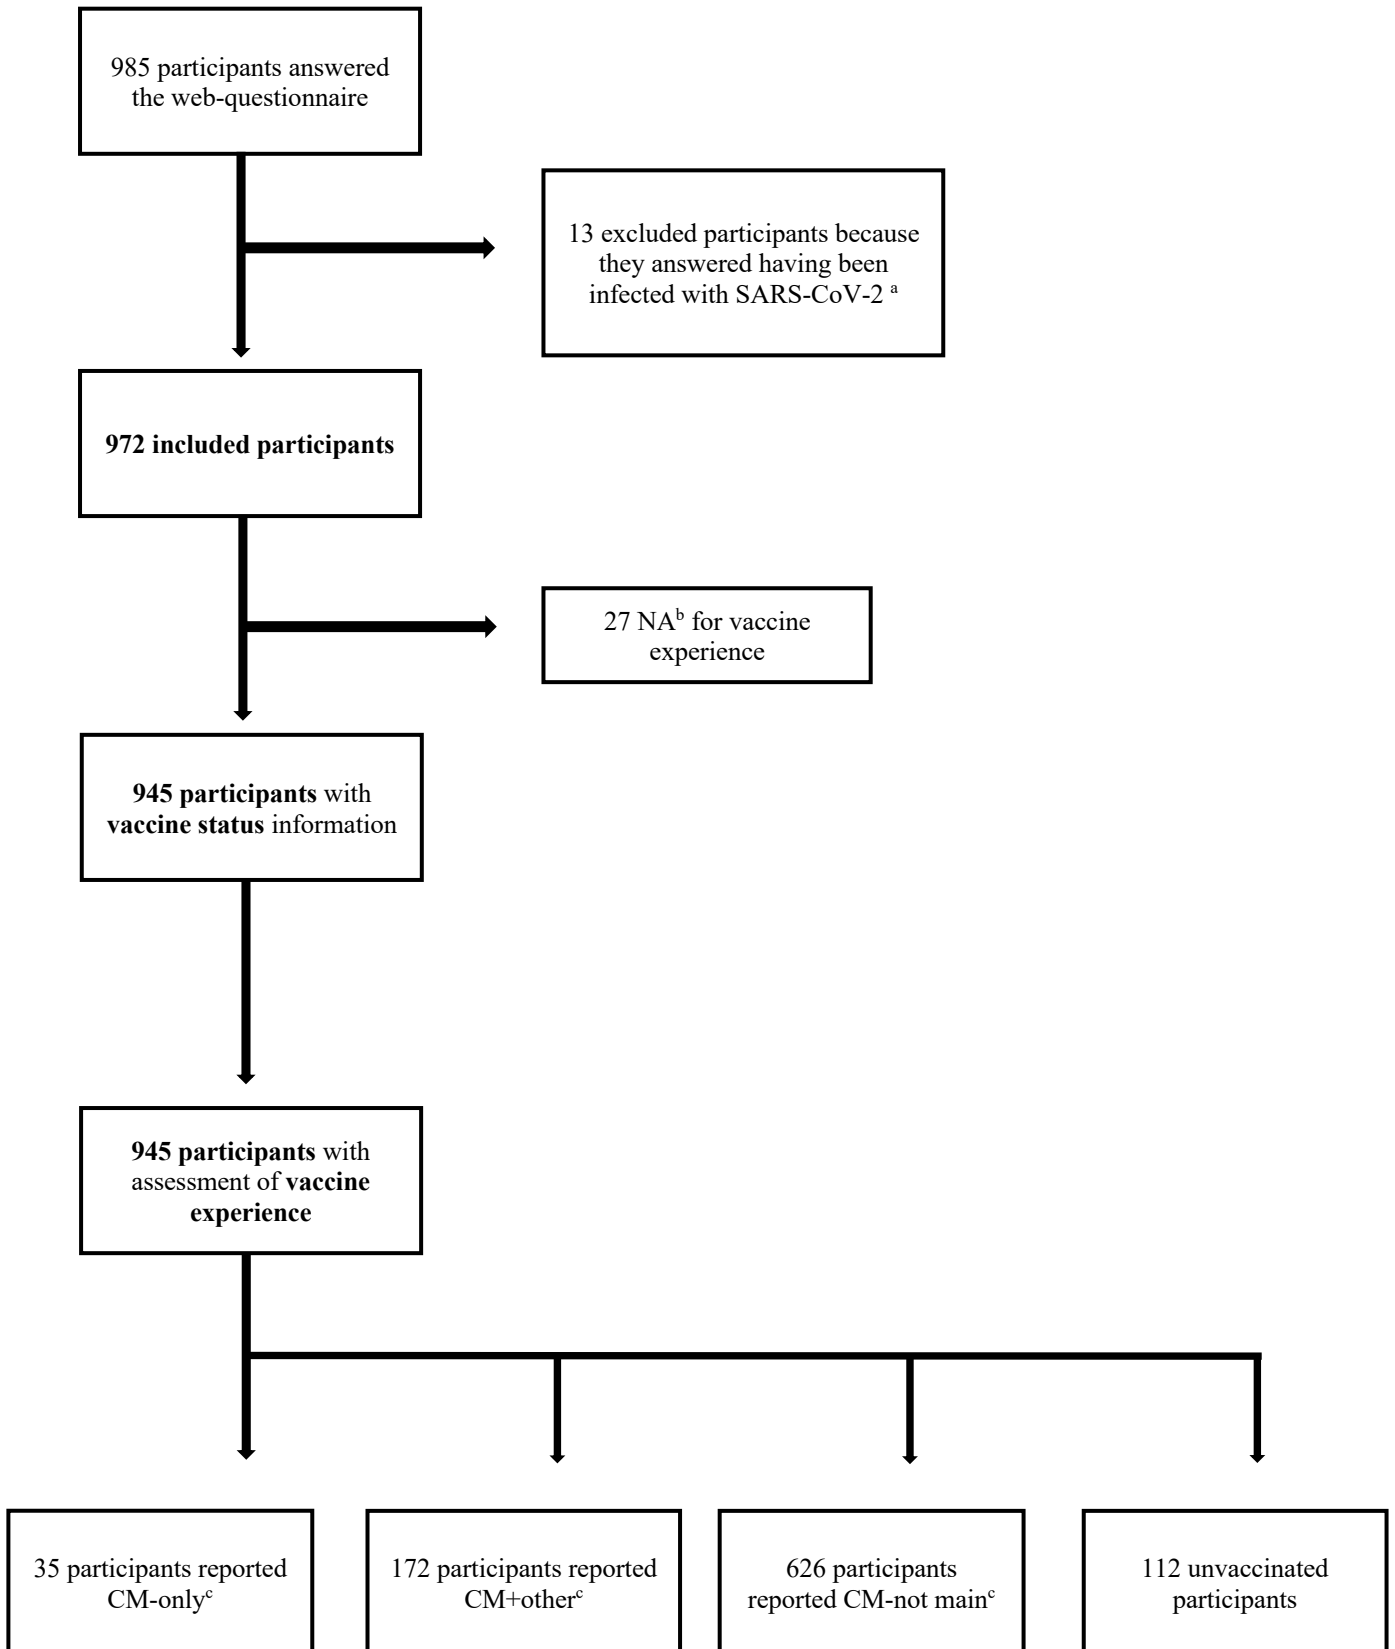 985 participants answered
the web-questionnaire
13 excluded participants because
they answered having been
infected with SARS-CoV-2 ᵃ
972 included participants
27 NAᵇ for vaccine
experience
945 participants with
vaccine status information
945 participants with
assessment of vaccine
experience
35 participants reported
CM-onlyᶜ
172 participants reported
CM+otherᶜ
626 participants
reported CM-not mainᶜ
112 unvaccinated
participants